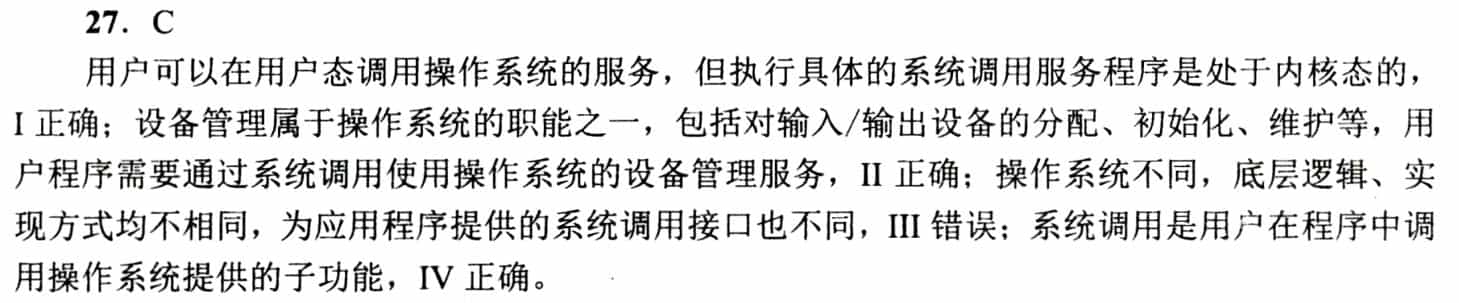 27. C
用户可以在用户态调用操作系统的服务，但执行具体的系统调用服务程序是处于内核态的，
I 正确；设备管理属于操作系统的职能之一，包括对输入/输出设备的分配、初始化、维护等，用
户程序需要通过系统调用使用操作系统的设备管理服务，II 正确；操作系统不同，底层逻辑、实
现方式均不相同，为应用程序提供的系统调用接口也不同，III 错误；系统调用是用户在程序中调
用操作系统提供的子功能，IV 正确。